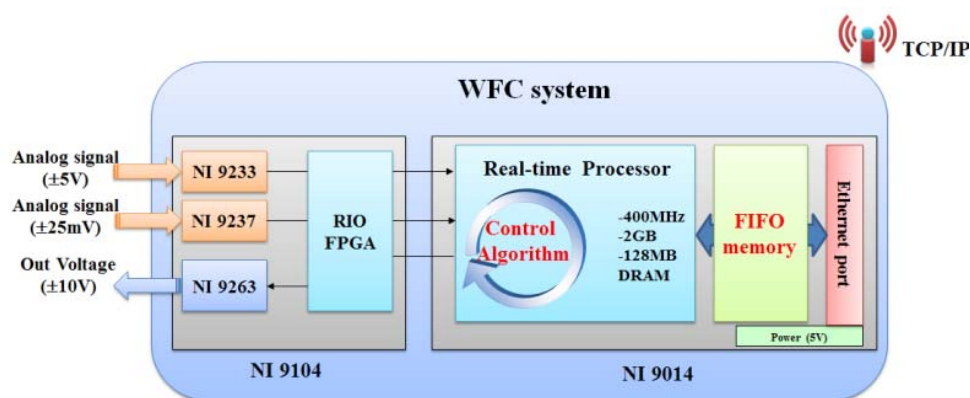 TCP/IP
WFC system
Analog signal
(±5V)
NI 9233
Analog signal
(±25mV)
NI 9237
Out Voltage
(±10V)
NI 9263
RIO
FPGA
Real-time Processor
Control
Algorithm
-400MHz
-2GB
-128MB
DRAM
FIFO
memory
Ethernet port
Power (5V)
NI 9104
NI 9014